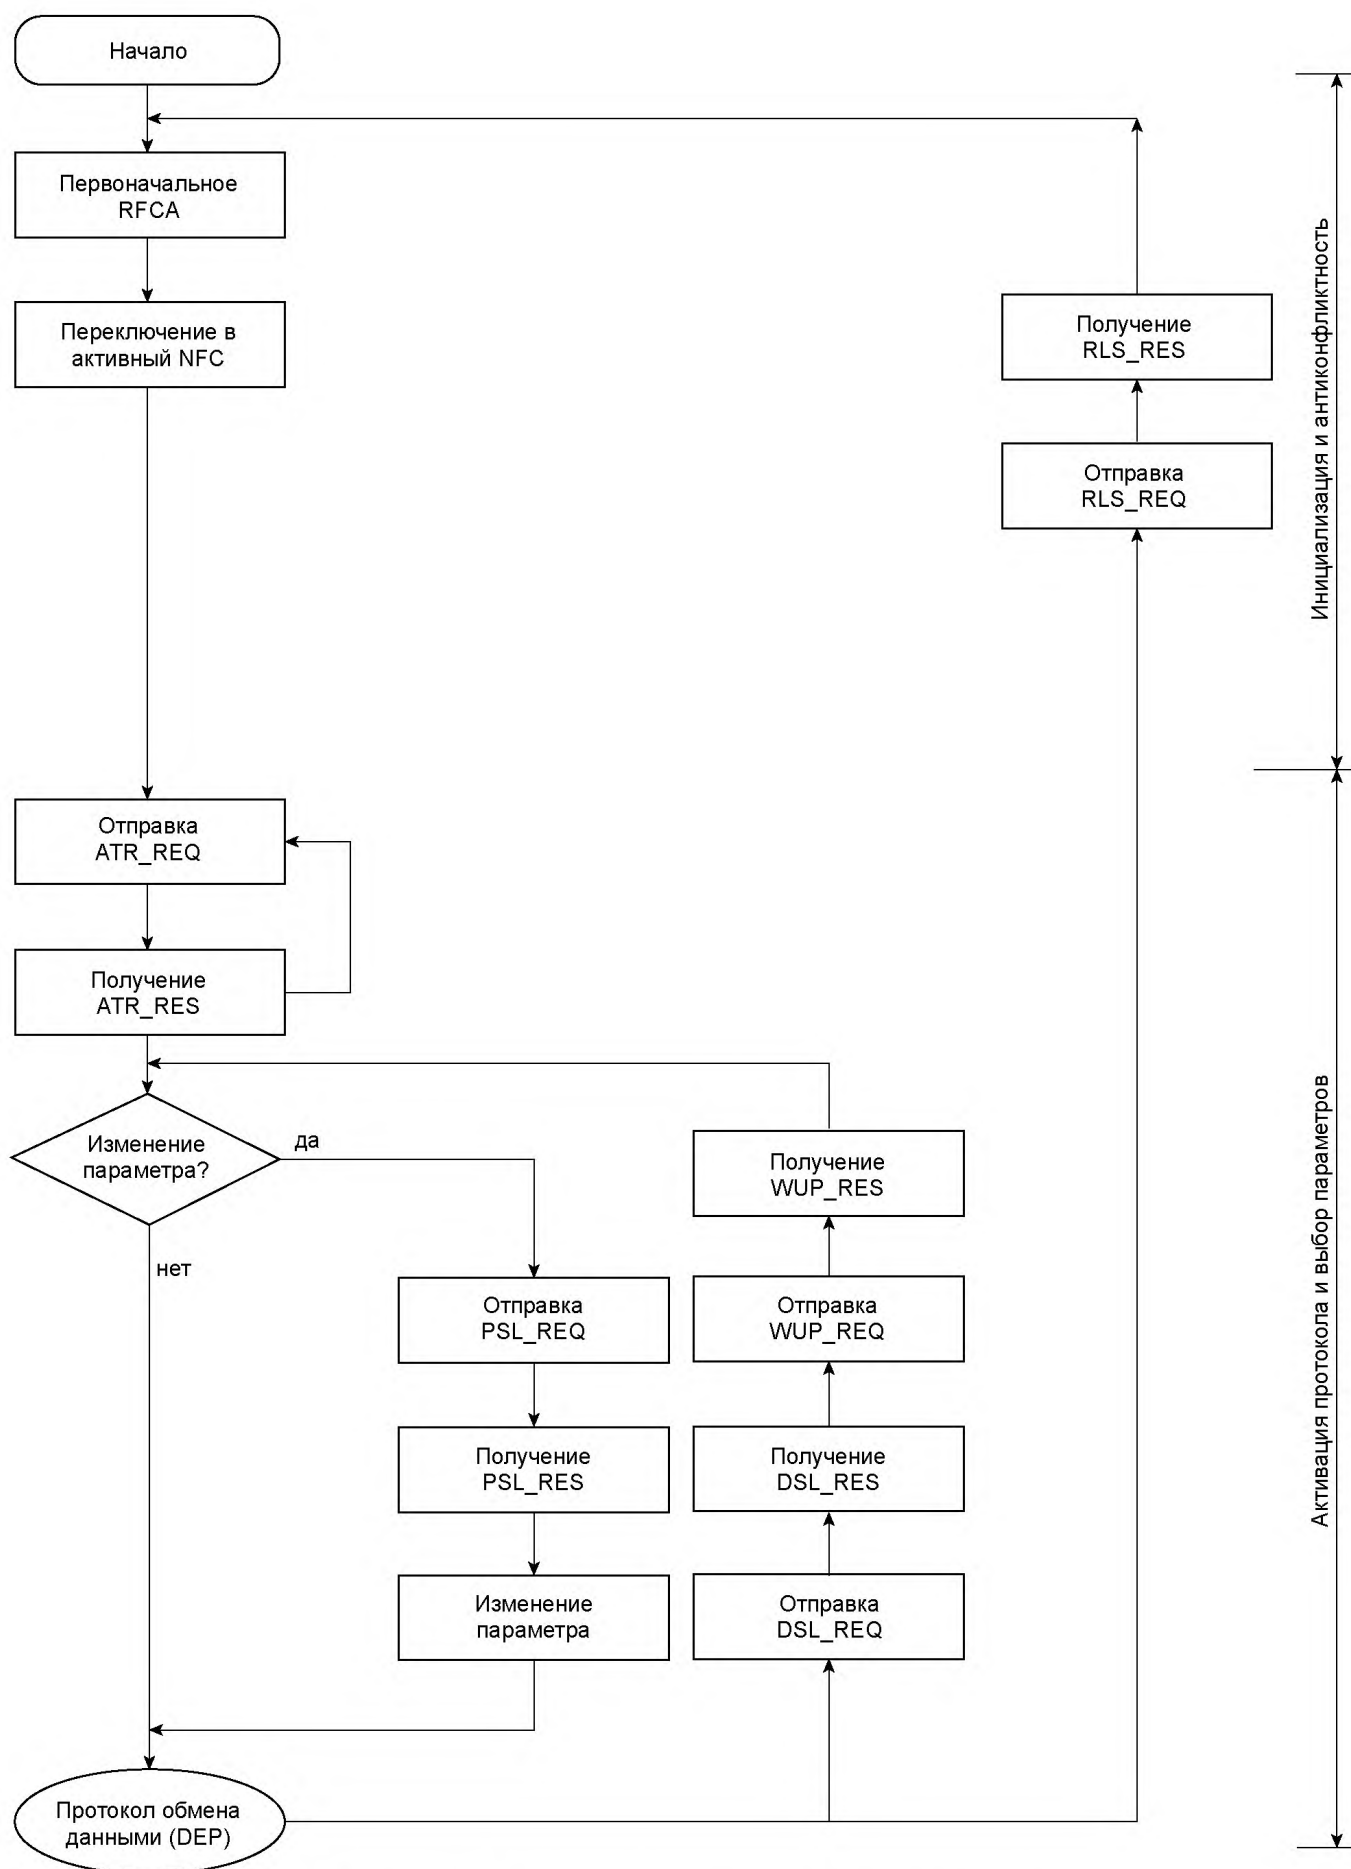 Начало
Первоначальное
RFCA
Переключение в
активный NFC
Получение
RLS_RES
Отправка
RLS_REQ
Инициализация и антиконфликтность
Отправка
ATR_REQ
Получение
ATR_RES
Изменение
параметра?
да
нет
Отправка
PSL_REQ
Получение
PSL_RES
Изменение
параметра
Получение
WUP_RES
Отправка
WUP_REQ
Получение
DSL_RES
Отправка
DSL_REQ
Активация протокола и выбор параметров
Протокол обмена
данными (DEP)